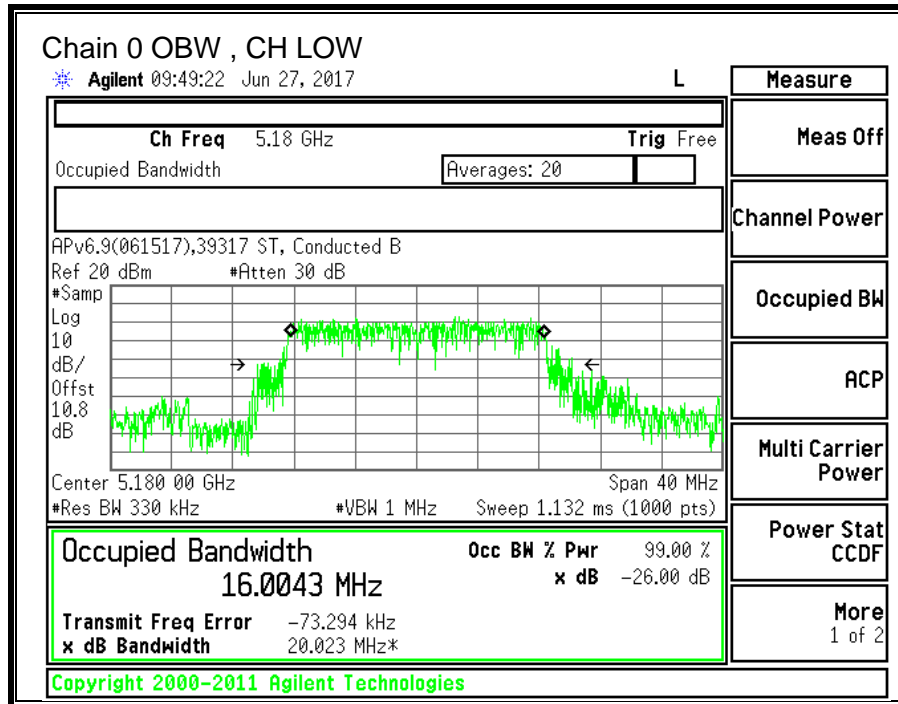 Chain 0 OBW , CH LOW
Agilent 09:49:22 Jun 27, 2017 L
Measure
Ch Freq 5.18 GHz Trig Free
Meas Off
Occupied Bandwidth Averages: 20
Channel Power
APv6.9(061517),39317 ST, Conducted B
Ref 20 dBm #Atten 30 dB
#Samp
Log
10
dB/
Offst
10.8
dB
Occupied BW
ACP
Multi Carrier
Power
Center 5.180 00 GHz Span 40 MHz
#Res BW 330 kHz #VBW 1 MHz Sweep 1.132 ms (1000 pts)
Power Stat
CCDF
Occupied Bandwidth Occ BW % Pwr 99.00 %
16.0043 MHz x dB -26.00 dB
Transmit Freq Error -73.294 kHz
x dB Bandwidth 20.023 MHz*
More
1 of 2
Copyright 2000-2011 Agilent Technologies